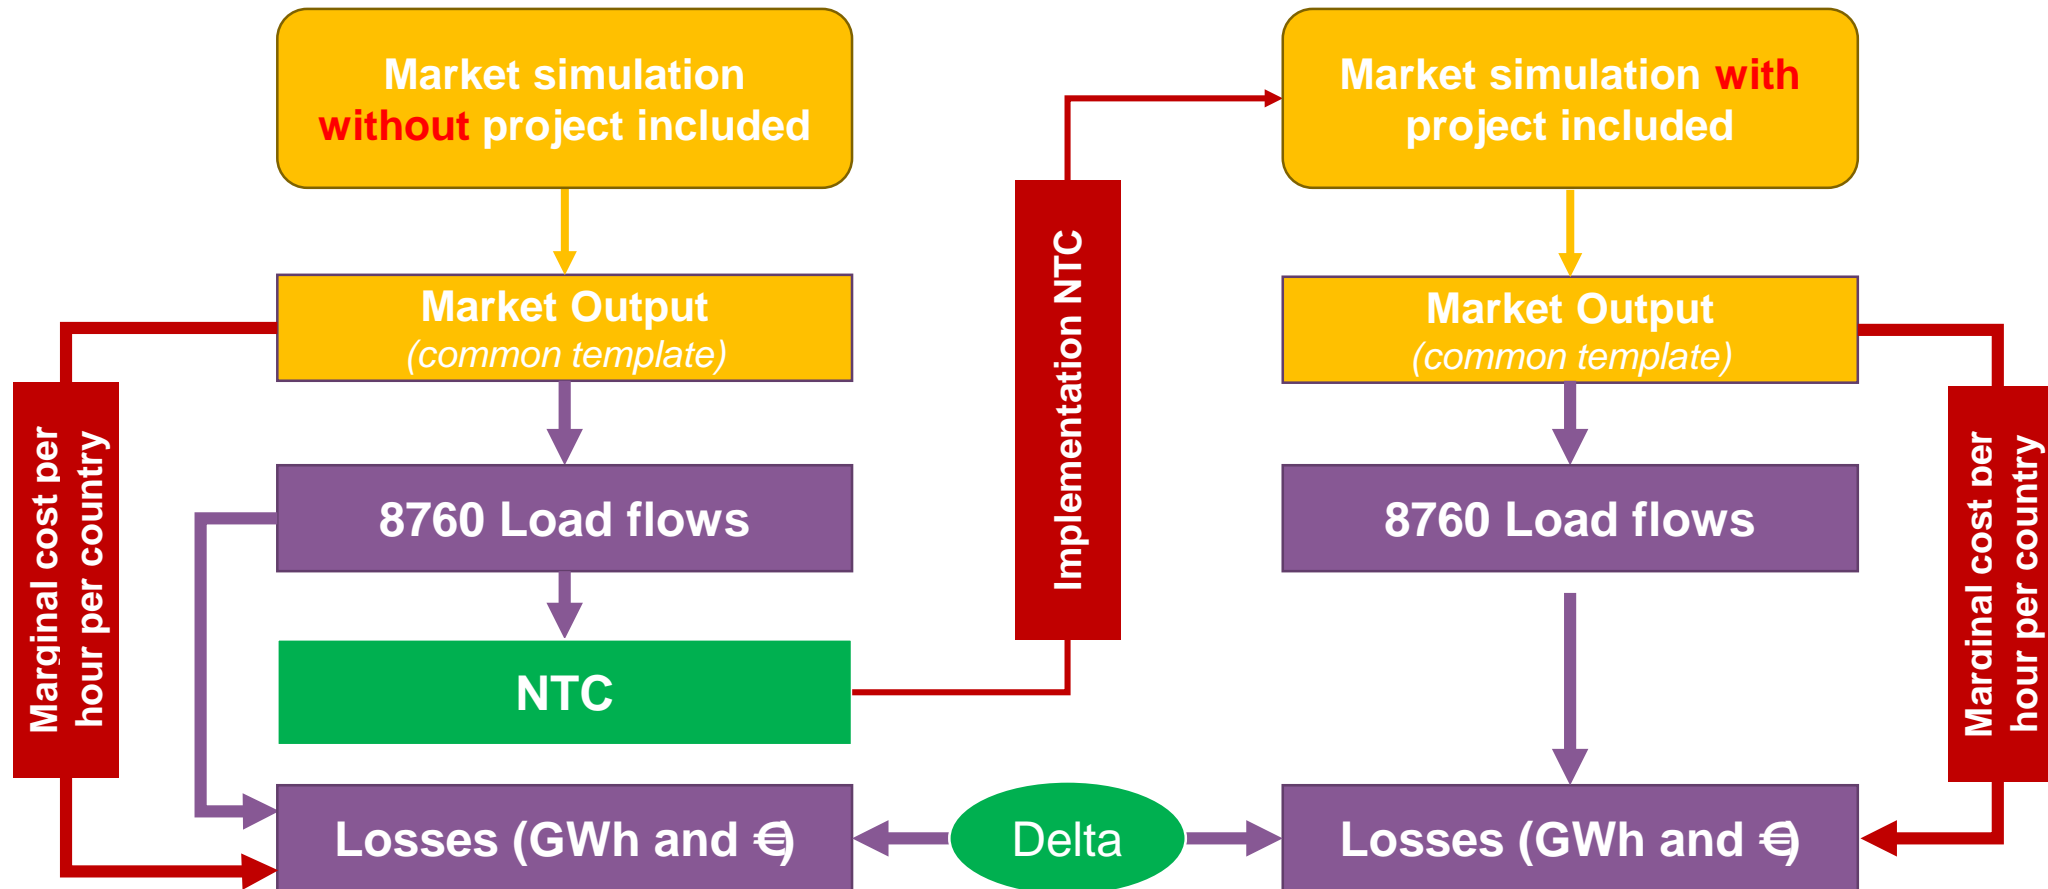 Market simulation
without project included
Market Output
(common template)
Marginal cost per
hour per country
8760 Load flows
NTC
Losses (GWh and €)
Implementation NTC
Delta
Market simulation with
project included
Market Output
(common template)
8760 Load flows
Marginal cost per
hour per country
Losses (GWh and €)